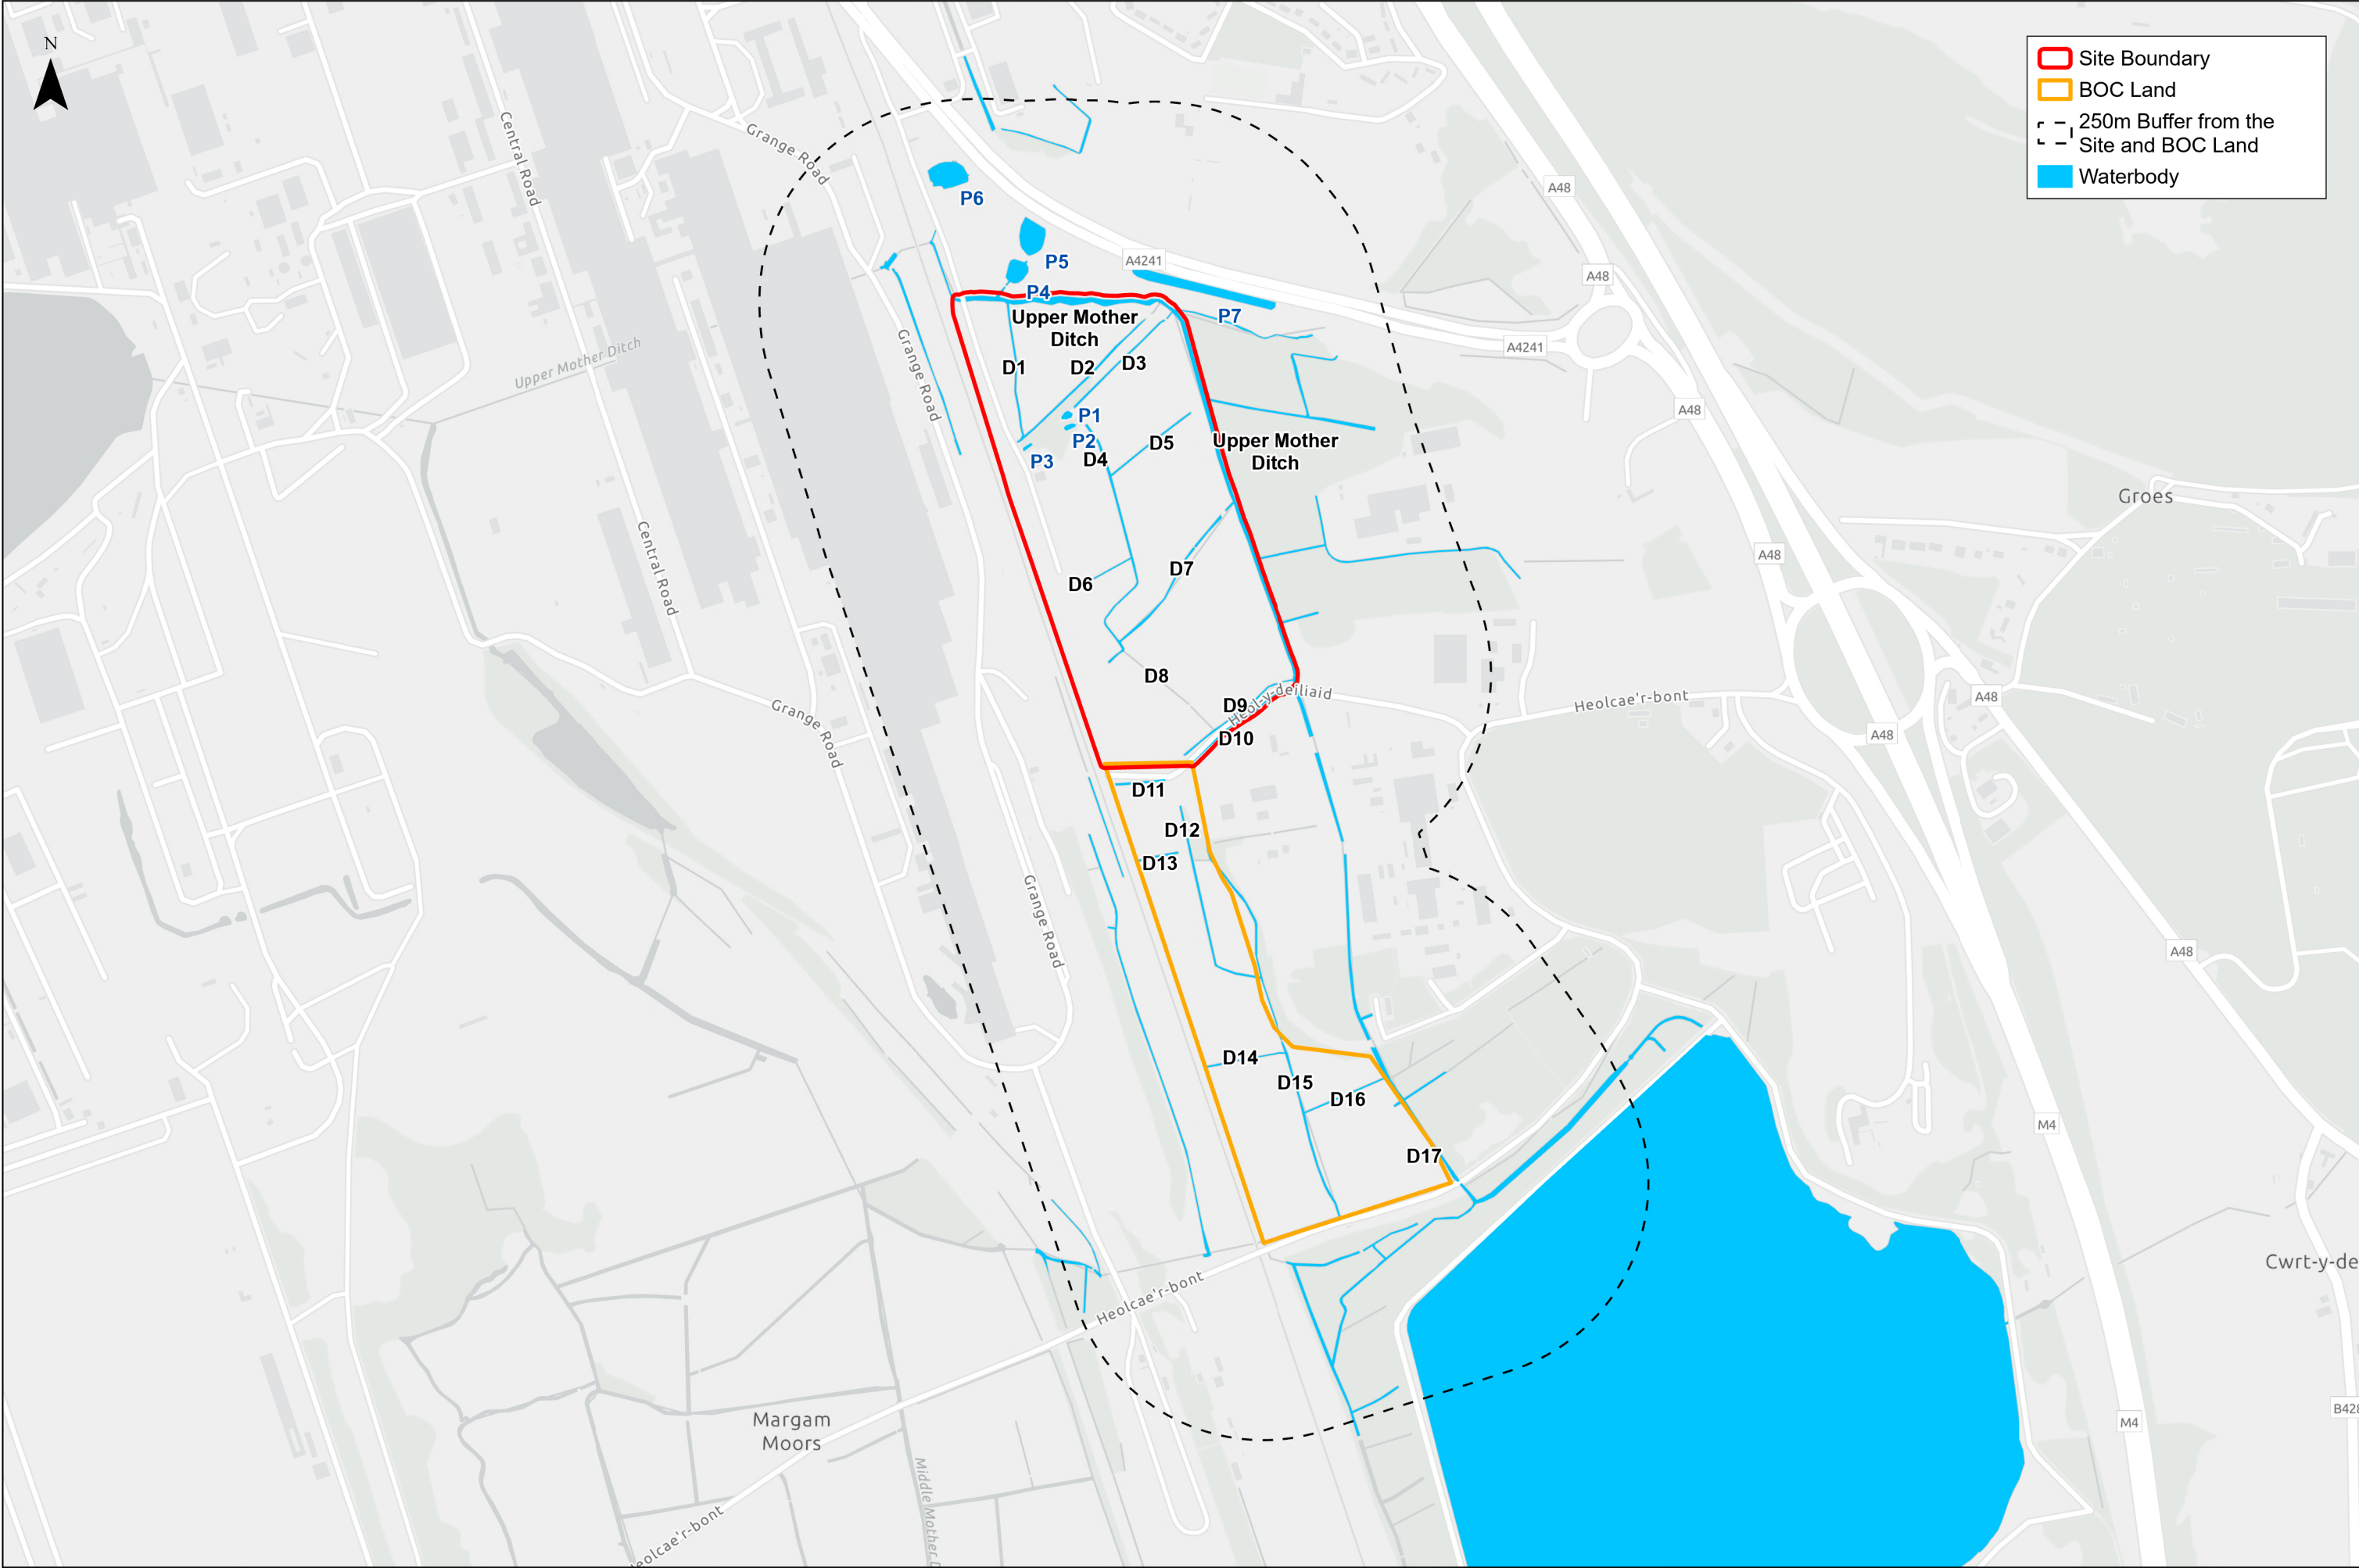 N
Site Boundary
BOC Land
250m Buffer from the
Site and BOC Land
Waterbody
Central Road
Grange Road
P6
A48
P5
A4241
A48
P4
Upper Mother
Ditch
P7
Grange Road
A4241
Upper Mother Ditch
D1
D2
D3
A48
P1
P2
D5
Upper Mother
Ditch
P3
D4
Groes
Central Road
A48
D6
D7
D8
Heol-y-deiliaid
Heolcae'r-bont
A48
D9
Grange Road
D10
A48
D11
D12
D13
Grange Road
A48
D14
D15
D16
M4
D17
Cwrt-y-de
Heolcae'r-bont
B428
Margam
Moors
M4
Middle Mother D
Heolcae'r-bont